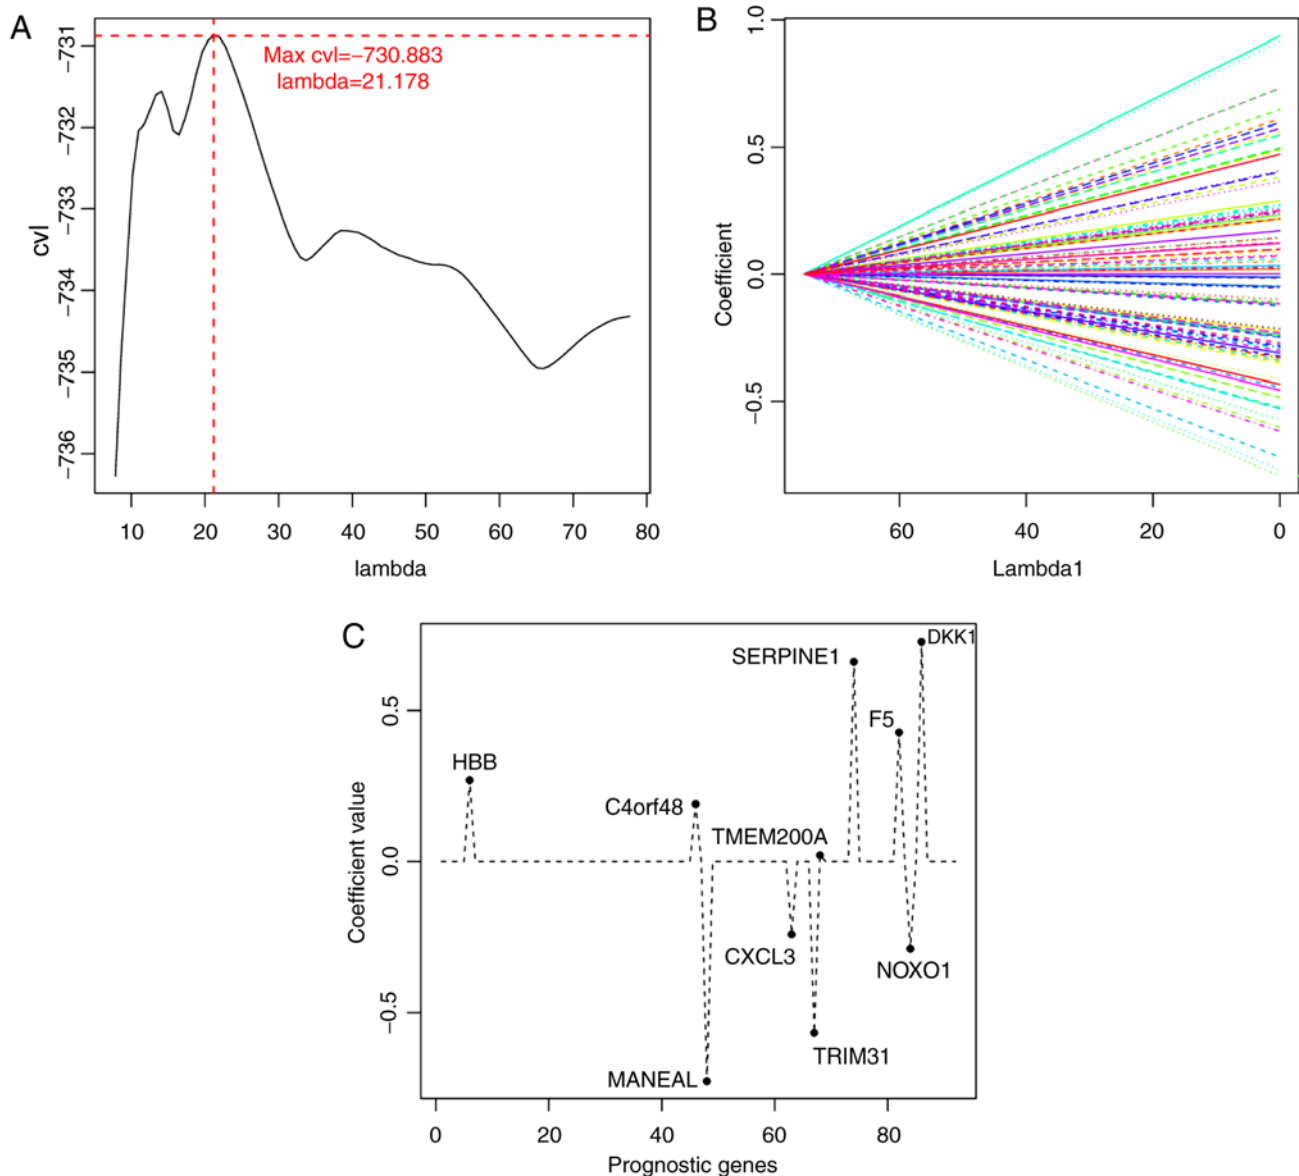 A
Max cvl=−730.883
lambda=21.178
cvl
−731
−732
−733
−734
−735
−736
10 20 30 40 50 60 70 80
lambda
B
Coefficient
1.0
0.5
0.0
−0.5
60 40 20 0
Lambda1
C
Coefficient value
0.5
0.0
−0.5
HBB
C4orf48
MANEAL
TMEM200A
CXCL3
TRIM31
SERPINE1
F5
NOXO1
DKK1
0 20 40 60 80
Prognostic genes